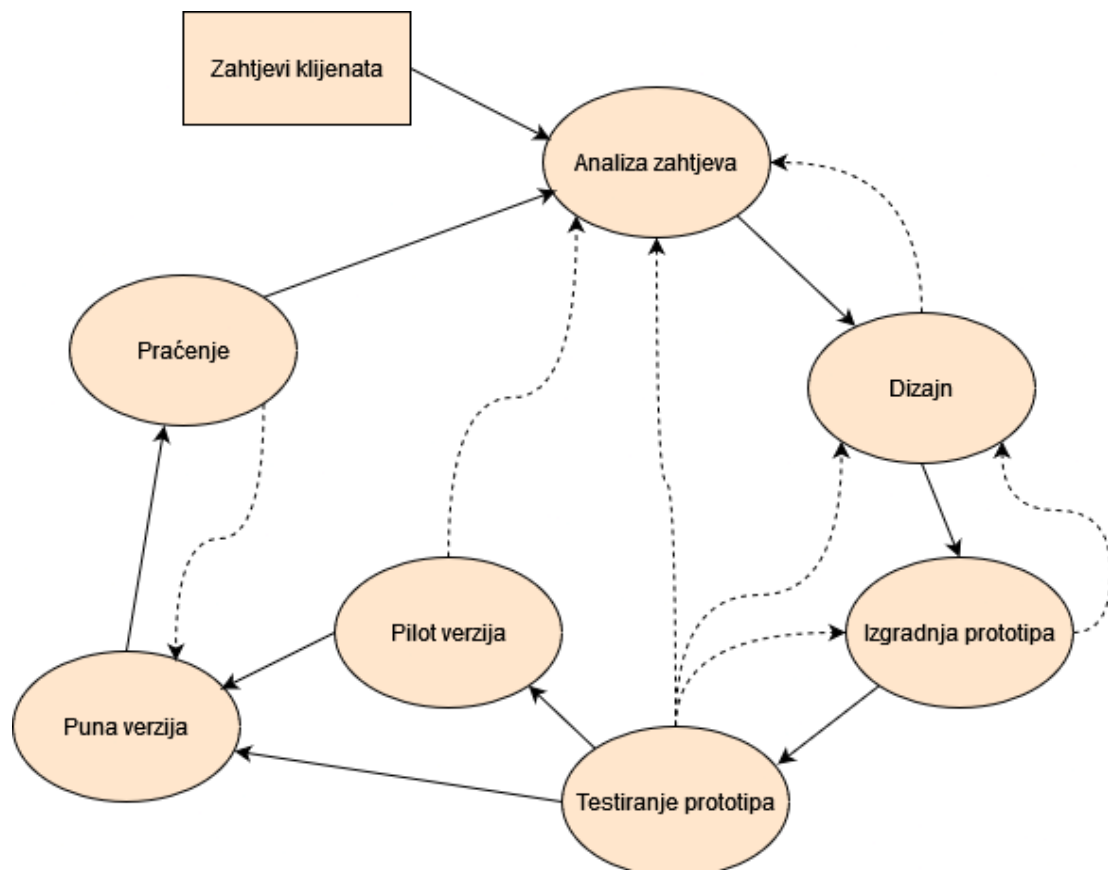 Zahtjevi klijenata
Analiza zahtjeva
Praćenje
Dizajn
Pilot verzija
Izgradnja prototipa
Puna verzija
Testiranje prototipa